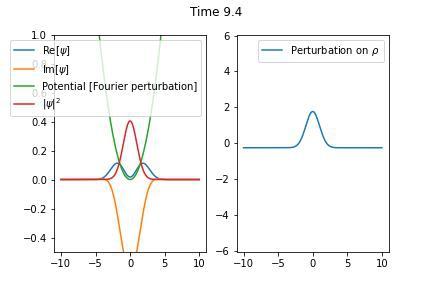 Time 9.4
Re[ψ]
Im[ψ]
Potential [Fourier perturbation]
|ψ|²
1.0
0.8
0.6
0.4
0.2
0.0
−0.2
−0.4
−10 −5 0 5 10
Perturbation on ρ
6
4
2
0
−2
−4
−6
−10 −5 0 5 10